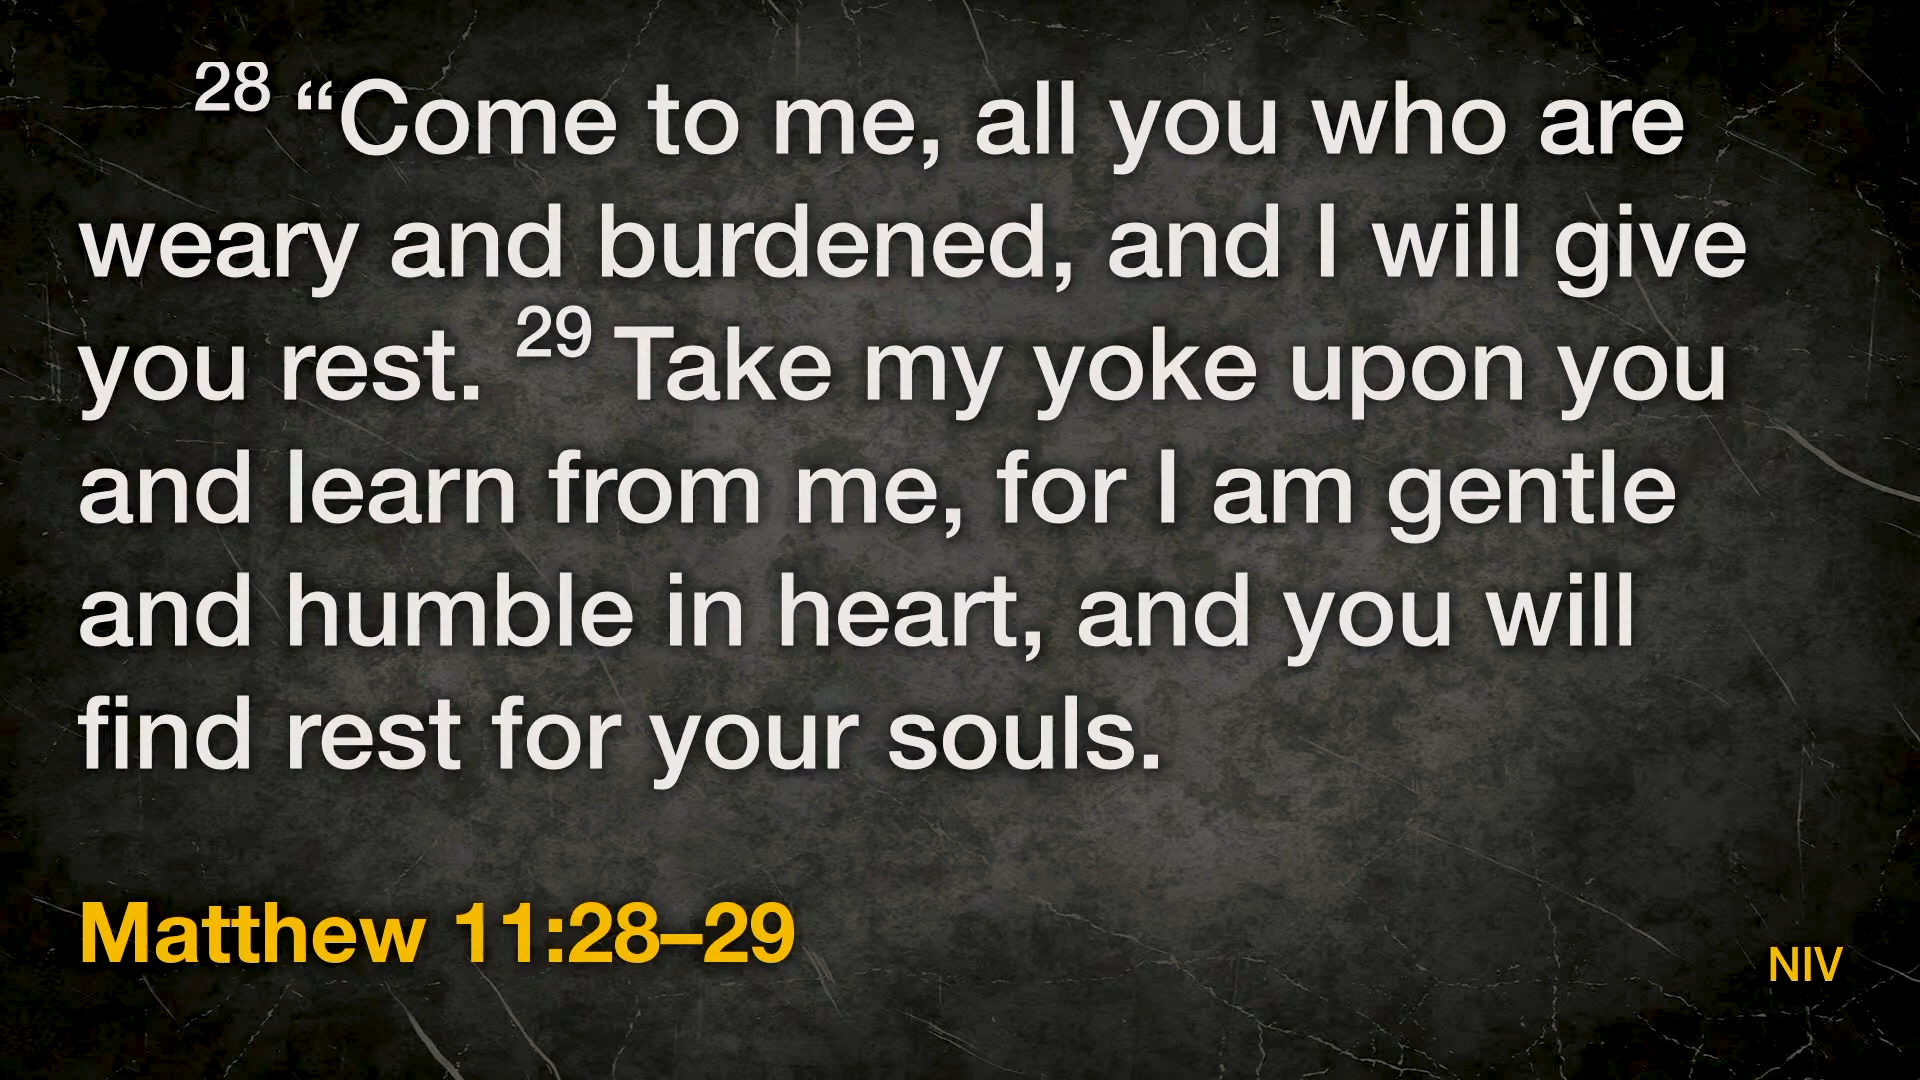 28 “Come to me, all you who are
weary and burdened, and I will give
you rest. 29 Take my yoke upon you
and learn from me, for I am gentle
and humble in heart, and you will
find rest for your souls.
Matthew 11:28–29
NIV